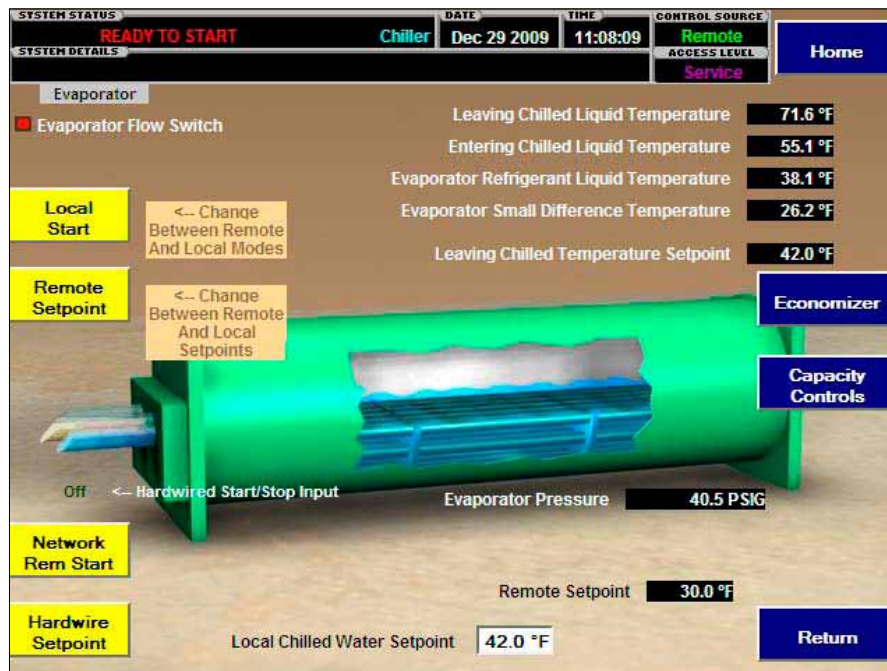 SYSTEM STATUS
READY TO START
Chiller
DATE
Dec 29 2009
TIME
11:08:09
CONTROL SOURCE
Remote
ACCESS LEVEL
Service
Home
SYSTEM DETAILS
Evaporator
Evaporator Flow Switch
Leaving Chilled Liquid Temperature 71.6 °F
Entering Chilled Liquid Temperature 55.1 °F
Evaporator Refrigerant Liquid Temperature 38.1 °F
Evaporator Small Difference Temperature 26.2 °F
Leaving Chilled Temperature Setpoint 42.0 °F
Local
Start
<-- Change
Between Remote
And Local Modes
Remote
Setpoint
<-- Change
Between Remote
And Local
Setpoints
Economizer
Capacity
Controls
Off <-- Hardwired Start/Stop Input
Evaporator Pressure 40.5 PSIG
Network
Rem Start
Remote Setpoint 30.0 °F
Hardwire
Setpoint
Local Chilled Water Setpoint 42.0 °F
Return